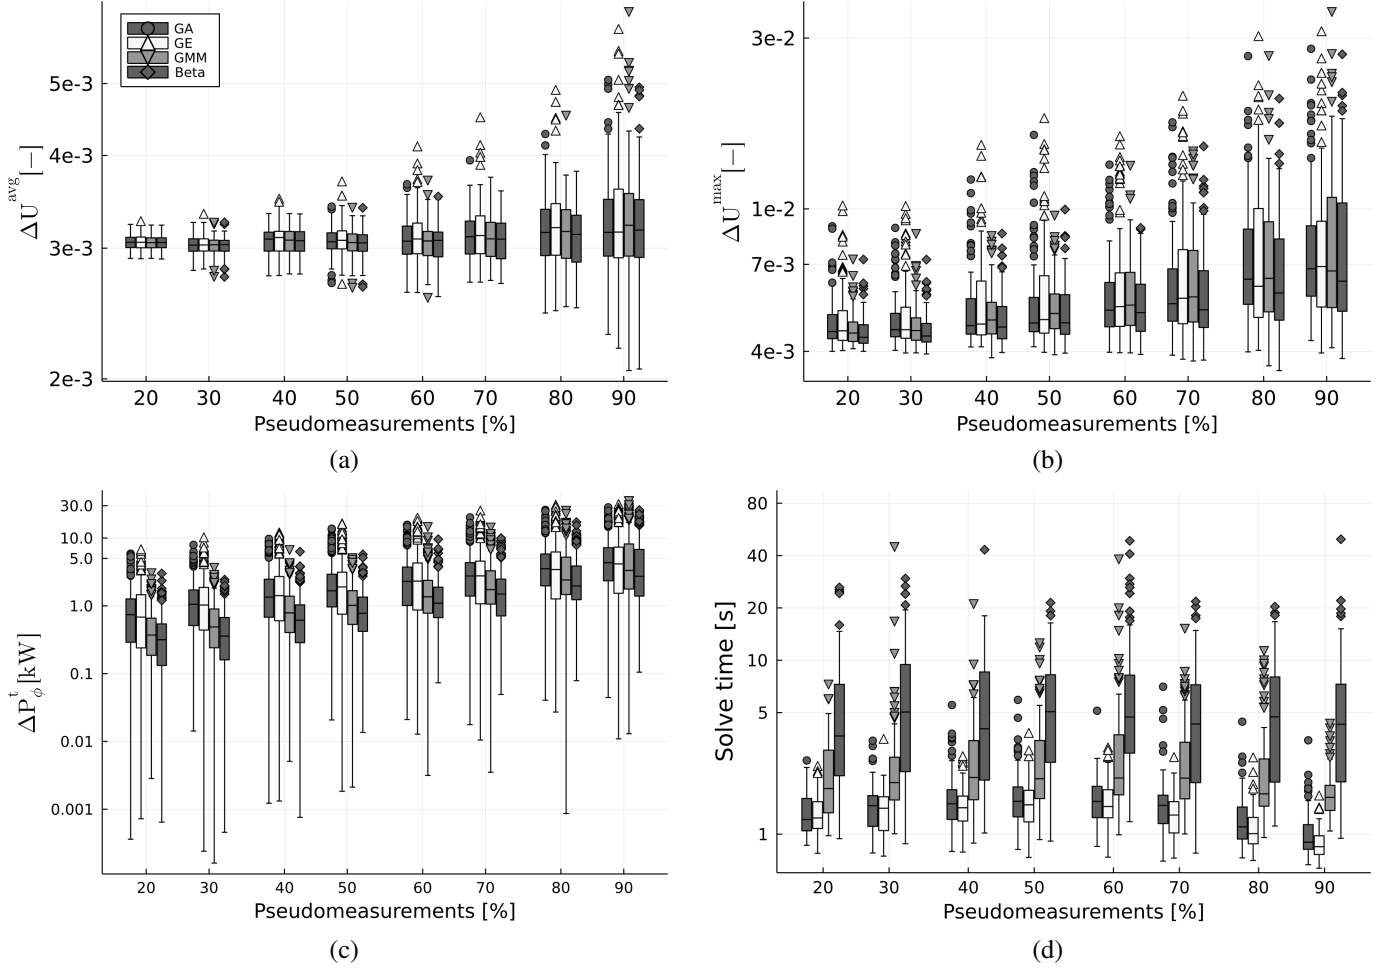 GA
GE
GMM
Beta
5e-3
4e-3
3e-3
2e-3
ΔU^avg[−]
20 30 40 50 60 70 80 90
Pseudomeasurements [%]
(a)
3e-2
1e-2
7e-3
4e-3
ΔU^max[−]
20 30 40 50 60 70 80 90
Pseudomeasurements [%]
(b)
30.0
10.0
5.0
1.0
0.1
0.01
0.001
ΔP_ϕ^t[kW]
20 30 40 50 60 70 80 90
Pseudomeasurements [%]
(c)
80
40
20
10
5
1
Solve time [s]
20 30 40 50 60 70 80 90
Pseudomeasurements [%]
(d)